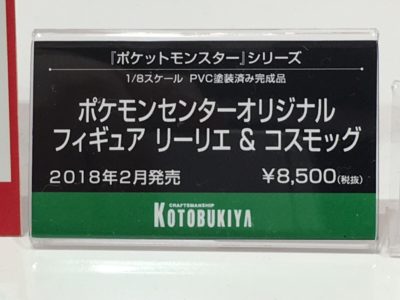 『ポケットモンスター』シリーズ
1/8スケール PVC塗装済み完成品
ポケモンセンターオリジナル
フィギュア リーリエ & コスモッグ
2018年2月発売 ¥8,500(税抜)
CRAFTSMANSHIP
KOTOBUKIYA